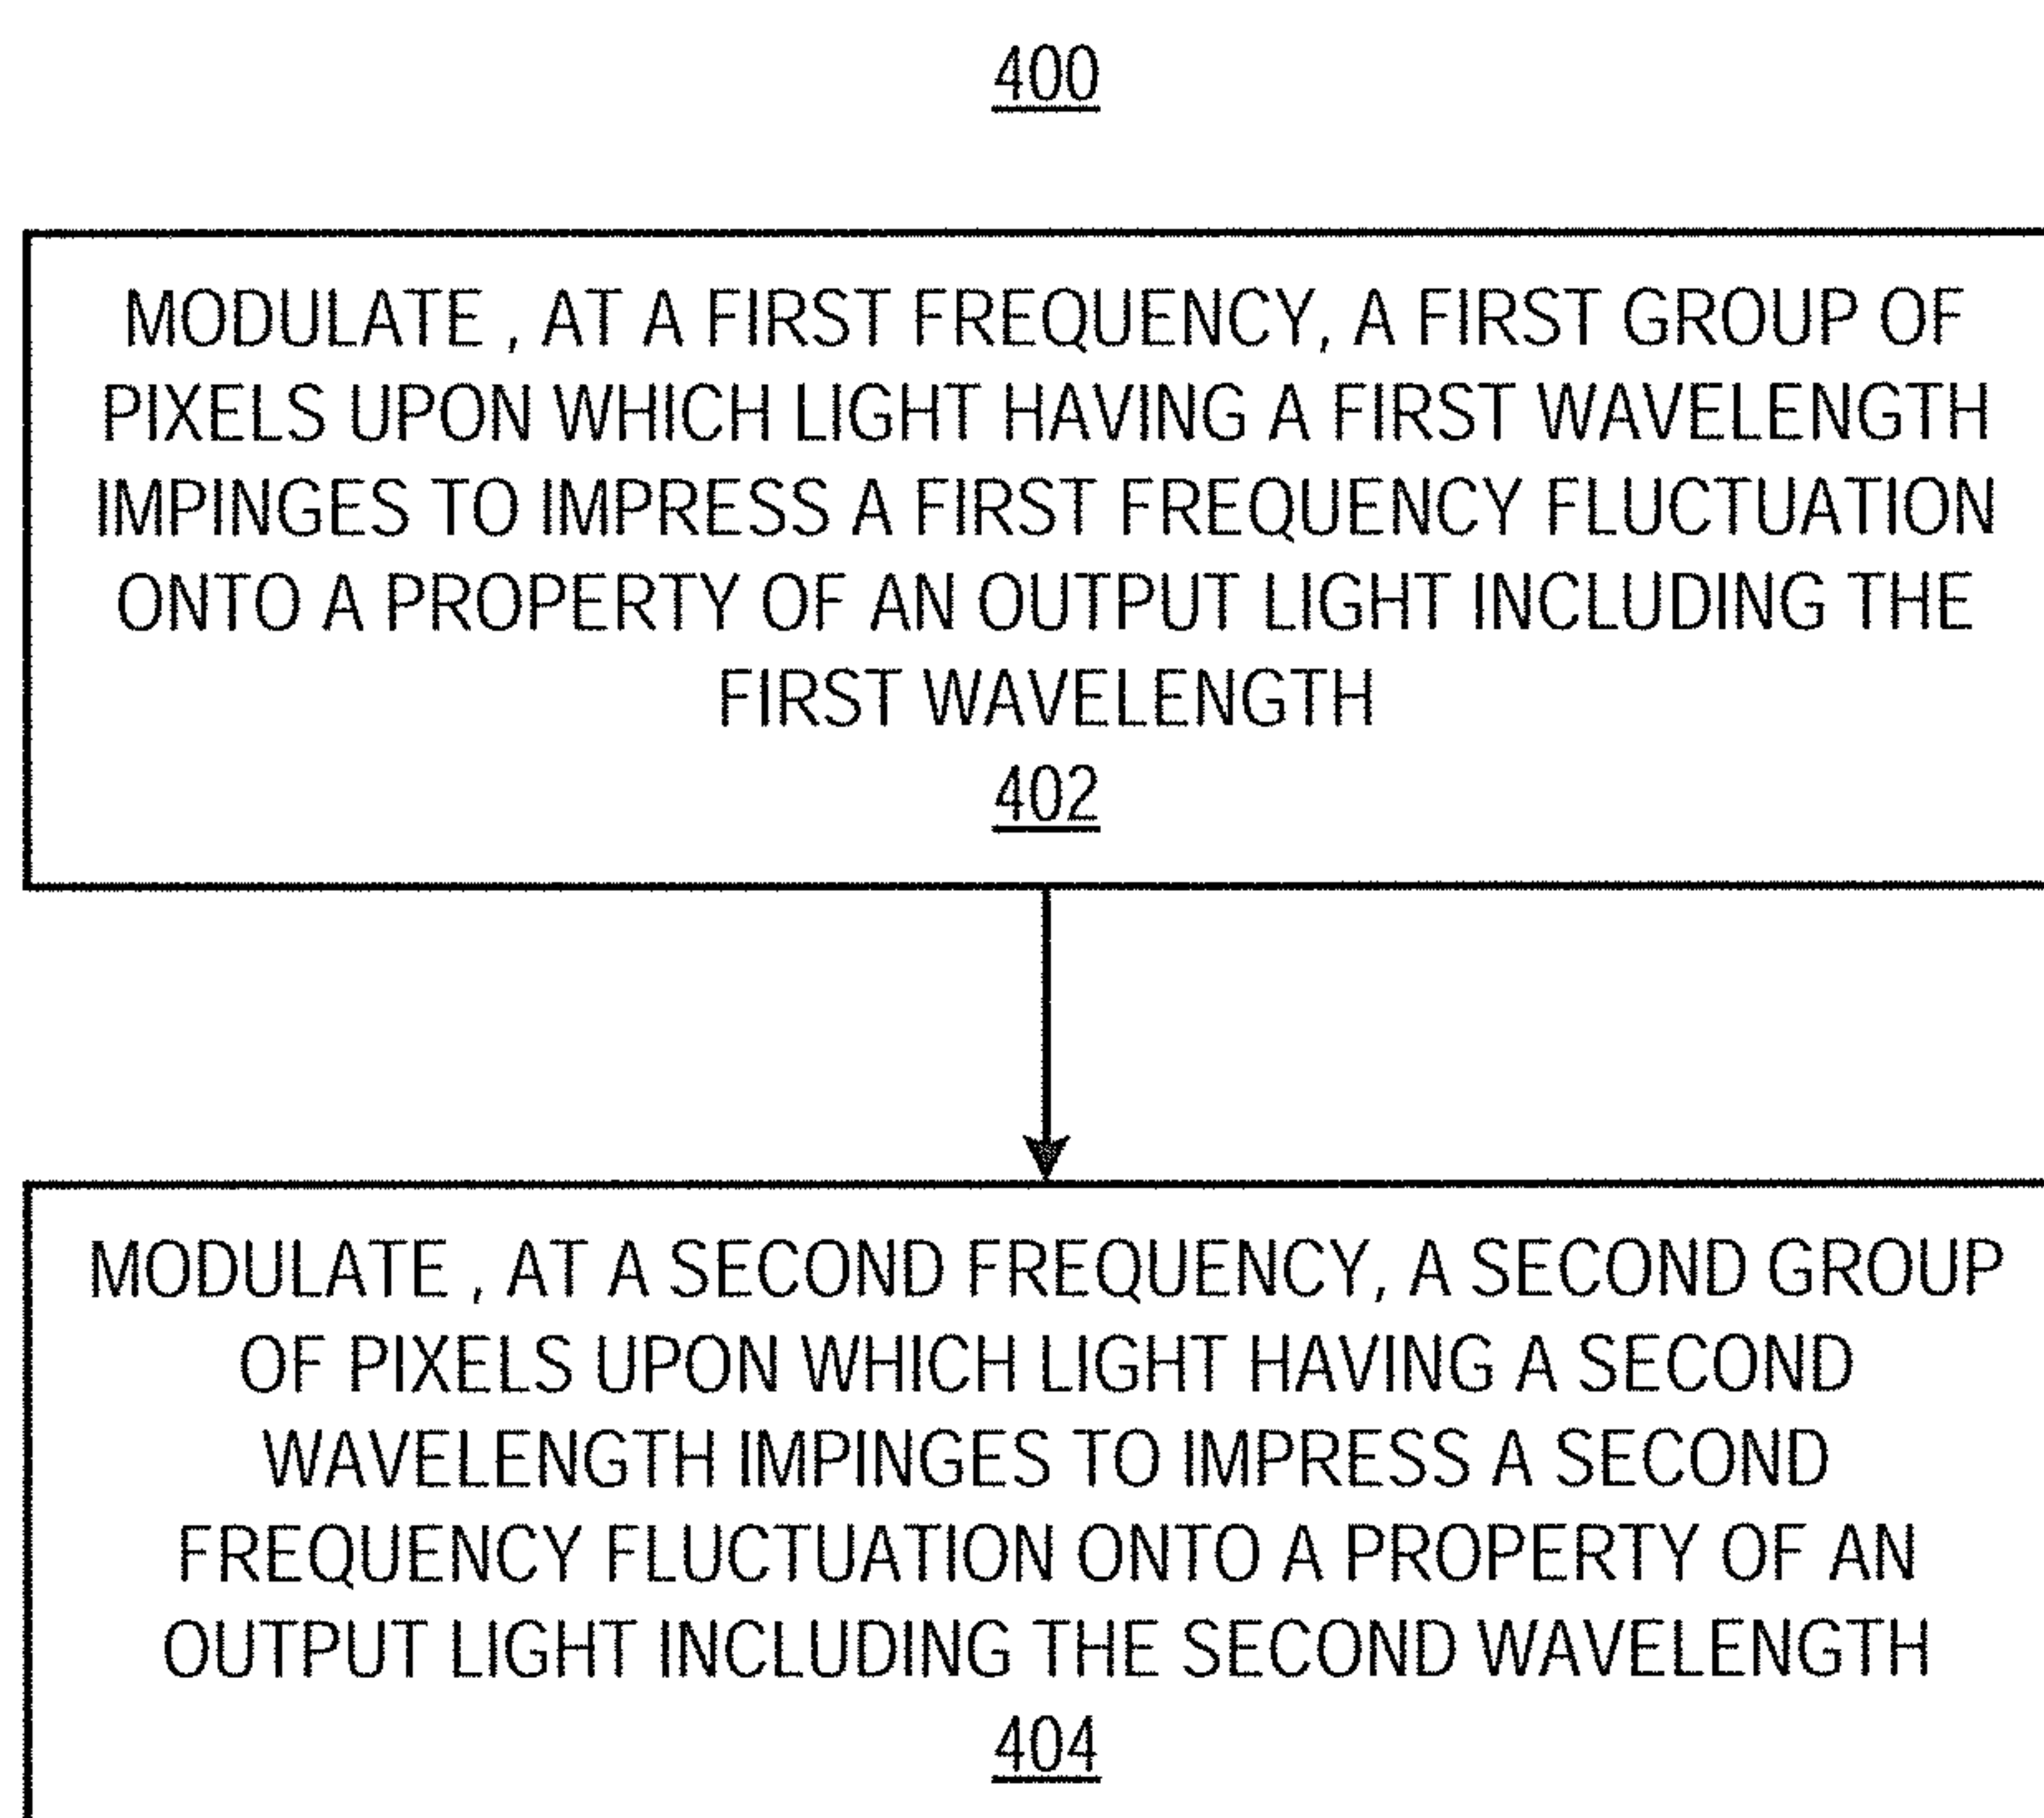 400
MODULATE , AT A FIRST FREQUENCY, A FIRST GROUP OF
PIXELS UPON WHICH LIGHT HAVING A FIRST WAVELENGTH
IMPINGES TO IMPRESS A FIRST FREQUENCY FLUCTUATION
ONTO A PROPERTY OF AN OUTPUT LIGHT INCLUDING THE
FIRST WAVELENGTH
402
MODULATE , AT A SECOND FREQUENCY, A SECOND GROUP
OF PIXELS UPON WHICH LIGHT HAVING A SECOND
WAVELENGTH IMPINGES TO IMPRESS A SECOND
FREQUENCY FLUCTUATION ONTO A PROPERTY OF AN
OUTPUT LIGHT INCLUDING THE SECOND WAVELENGTH
404